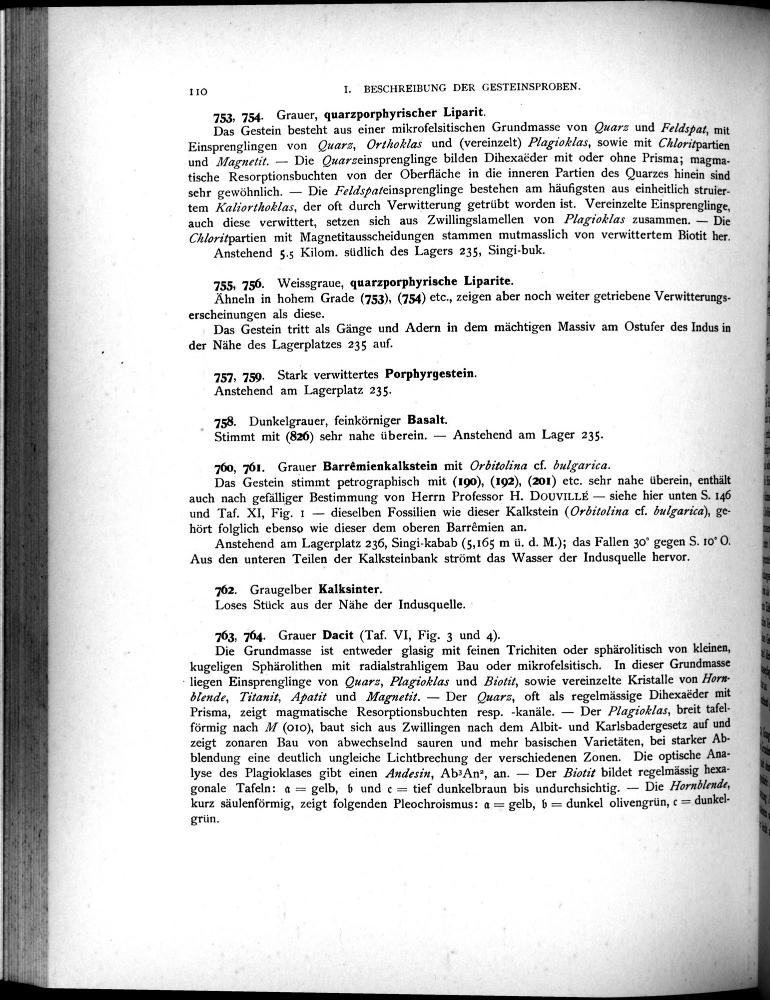 110
I. BESCHREIBUNG DER GESTEINSPROBEN.
753, 754. Grauer, quarzporphyrischer Liparit.
Das Gestein besteht aus einer mikrofelsitischen Grundmasse von Quarz und Feldspat, mit
Einsprenglingen von Quarz, Orthoklas und (vereinzelt) Plagioklas, sowie mit Chloritpartien
und Magnetit. — Die Quarzeinsprenglinge bilden Dihexaëder mit oder ohne Prisma; magma-
tische Resorptionsbuchten von der Oberfläche in die inneren Partien des Quarzes hinein sind
sehr gewöhnlich. — Die Feldspateinsprenglinge bestehen am häufigsten aus einheitlich struier-
tem Kaliorthoklas, der oft durch Verwitterung getrübt worden ist. Vereinzelte Einsprenglinge,
auch diese verwittert, setzen sich aus Zwillingslamellen von Plagioklas zusammen. — Die
Chloritpartien mit Magnetitausscheidungen stammen mutmasslich von verwittertem Biotit her.
Anstehend 5.5 Kilom. südlich des Lagers 235, Singi-buk.
755, 756. Weissgraue, quarzporphyrische Liparite.
Ähneln in hohem Grade (753), (754) etc., zeigen aber noch weiter getriebene Verwitterungs-
erscheinungen als diese.
Das Gestein tritt als Gänge und Adern in dem mächtigen Massiv am Ostufer des Indus in
der Nähe des Lagerplatzes 235 auf.
757, 759. Stark verwittertes Porphyrgestein.
Anstehend am Lagerplatz 235.
758. Dunkelgrauer, feinkörniger Basalt.
Stimmt mit (826) sehr nahe überein. — Anstehend am Lager 235.
760, 761. Grauer Barrêmienkalkstein mit Orbitolina cf. bulgarica.
Das Gestein stimmt petrographisch mit (190), (192), (201) etc. sehr nahe überein, enthält
auch nach gefälliger Bestimmung von Herrn Professor H. DOUVILLÉ — siehe hier unten S. 146
und Taf. XI, Fig. 1 — dieselben Fossilien wie dieser Kalkstein (Orbitolina cf. bulgarica), ge-
hört folglich ebenso wie dieser dem oberen Barrêmien an.
Anstehend am Lagerplatz 236, Singi-kabab (5,165 m ü. d. M.); das Fallen 30° gegen S. 10° O.
Aus den unteren Teilen der Kalksteinbank strömt das Wasser der Indusquelle hervor.
762. Graugelber Kalksinter.
Loses Stück aus der Nähe der Indusquelle.
763, 764. Grauer Dacit (Taf. VI, Fig. 3 und 4).
Die Grundmasse ist entweder glasig mit feinen Trichiten oder sphärolitisch von kleinen,
kugeligen Sphärolithen mit radialstrahligem Bau oder mikrofelsitisch. In dieser Grundmasse
liegen Einsprenglinge von Quarz, Plagioklas und Biotit, sowie vereinzelte Kristalle von Horn-
blende, Titanit, Apatit und Magnetit. — Der Quarz, oft als regelmässige Dihexaëder mit
Prisma, zeigt magmatische Resorptionsbuchten resp. -kanäle. — Der Plagioklas, breit tafel-
förmig nach M (010), baut sich aus Zwillingen nach dem Albit- und Karlsbadergesetz auf und
zeigt zonaren Bau von abwechselnd sauren und mehr basischen Varietäten, bei starker Ab-
blendung eine deutlich ungleiche Lichtbrechung der verschiedenen Zonen. Die optische Ana-
lyse des Plagioklases gibt einen Andesin, Ab³An², an. — Der Biotit bildet regelmässig hexa-
gonale Tafeln: a = gelb, b und c = tief dunkelbraun bis undurchsichtig. — Die Hornblende,
kurz säulenförmig, zeigt folgenden Pleochroismus: a = gelb, b = dunkel olivengrün, c = dunkel-
grün.